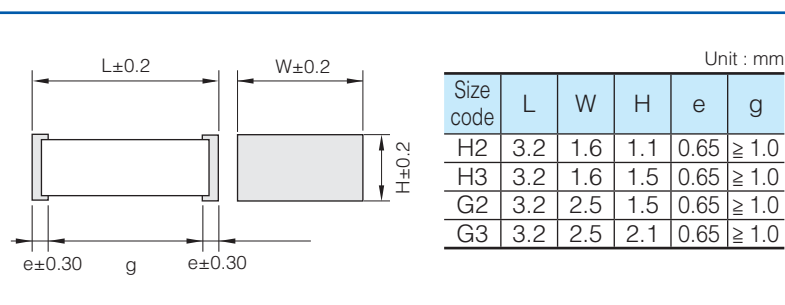 Unit : mm
L±0.2 W±0.2
H±0.2
e±0.30 g e±0.30
Size code L W H e g
H2 3.2 1.6 1.1 0.65 ≧ 1.0
H3 3.2 1.6 1.5 0.65 ≧ 1.0
G2 3.2 2.5 1.5 0.65 ≧ 1.0
G3 3.2 2.5 2.1 0.65 ≧ 1.0